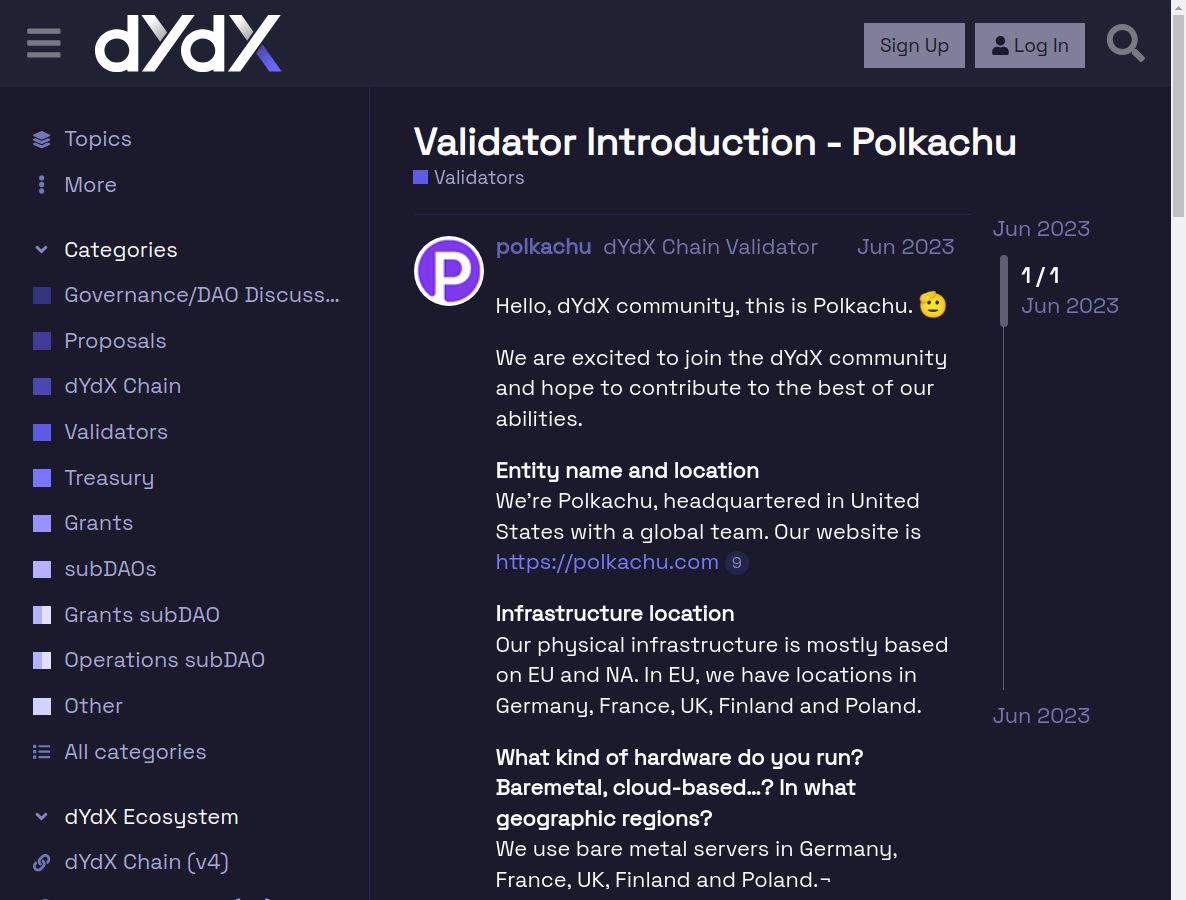 dYdX
Sign Up
Log In
Topics
More
Categories
Governance/DAO Discuss...
Proposals
dYdX Chain
Validators
Treasury
Grants
subDAOs
Grants subDAO
Operations subDAO
Other
All categories
dYdX Ecosystem
dYdX Chain (v4)
Validator Introduction - Polkachu
Validators
P
polkachu dYdX Chain Validator Jun 2023
Hello, dYdX community, this is Polkachu.
We are excited to join the dYdX community
and hope to contribute to the best of our
abilities.
Entity name and location
We're Polkachu, headquartered in United
States with a global team. Our website is
https://polkachu.com 9
Infrastructure location
Our physical infrastructure is mostly based
on EU and NA. In EU, we have locations in
Germany, France, UK, Finland and Poland.
What kind of hardware do you run?
Baremetal, cloud-based…? In what
geographic regions?
We use bare metal servers in Germany,
France, UK, Finland and Poland.¬
Jun 2023
1 / 1
Jun 2023
Jun 2023